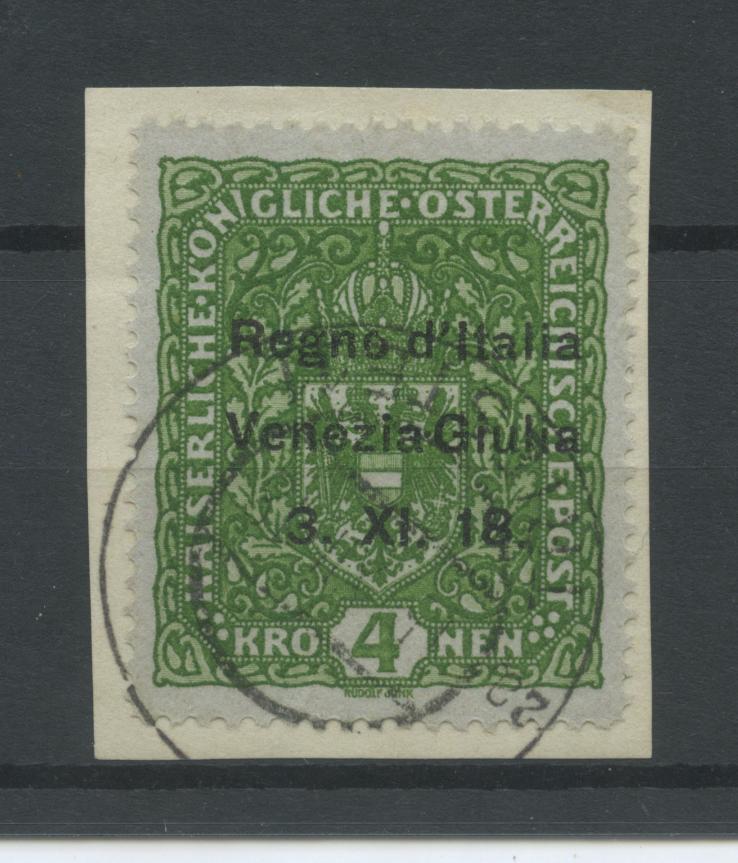 KAISERLICHE·KÖNIGLICHE·ÖSTERREICHISCHE·POST
Regno d'Italia
Venezia Giulia
3. XI. 18.
KRO 4 NEN
RUDOLF JUNK